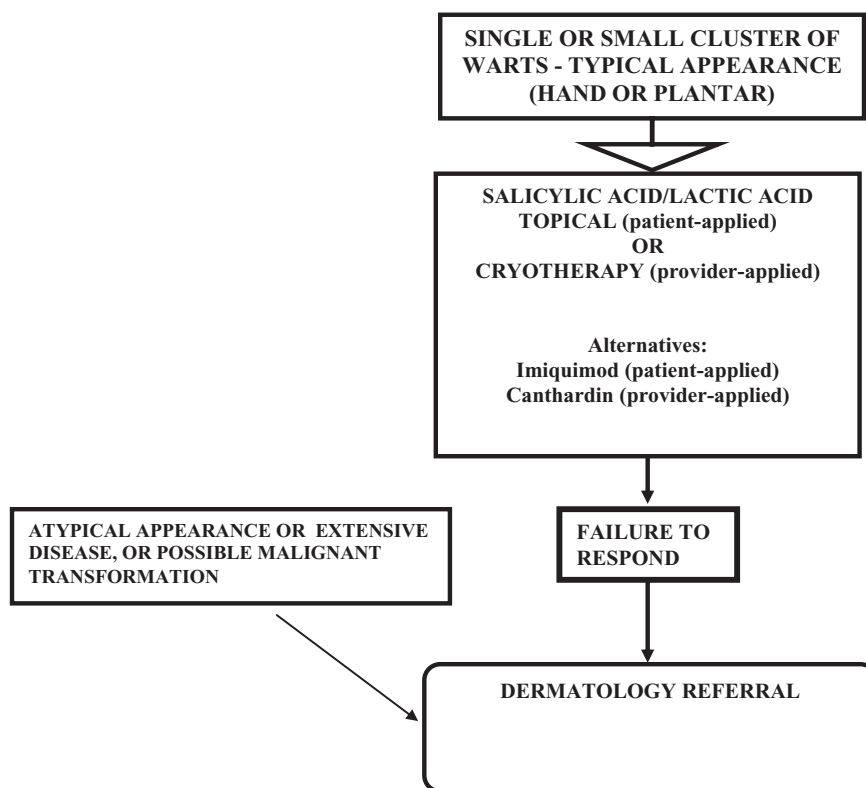 SINGLE OR SMALL CLUSTER OF
WARTS - TYPICAL APPEARANCE
(HAND OR PLANTAR)
SALICYLIC ACID/LACTIC ACID
TOPICAL (patient-applied)
OR
CRYOTHERAPY (provider-applied)
Alternatives:
Imiquimod (patient-applied)
Canthardin (provider-applied)
ATYPICAL APPEARANCE OR EXTENSIVE
DISEASE, OR POSSIBLE MALIGNANT
TRANSFORMATION
FAILURE TO
RESPOND
DERMATOLOGY REFERRAL